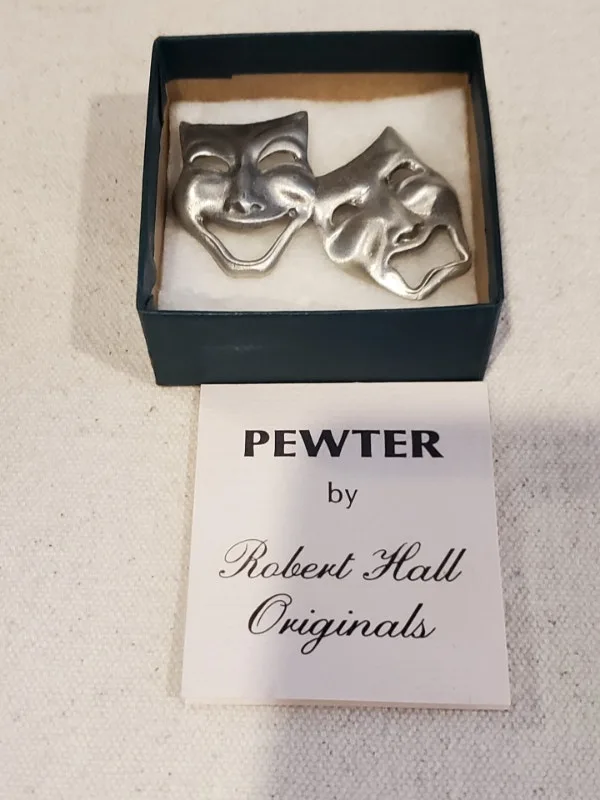 PEWTER
by
Robert Hall
Originals